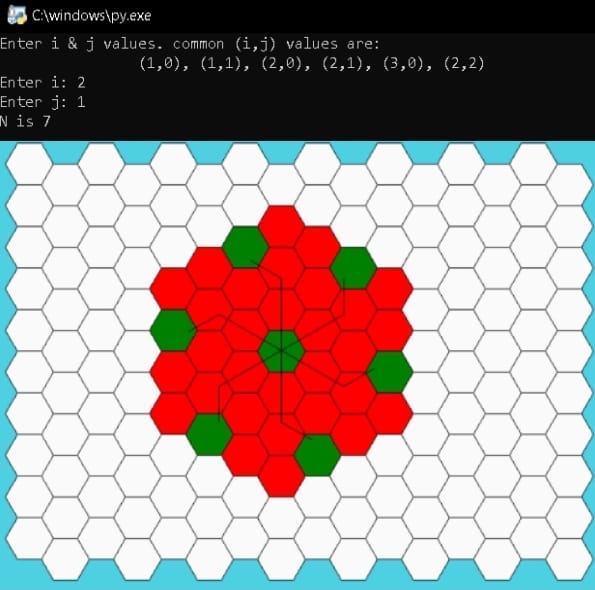 C:\windows\py.exe
Enter i & j values. common (i,j) values are:
(1,0), (1,1), (2,0), (2,1), (3,0), (2,2)
Enter i: 2
Enter j: 1
N is 7